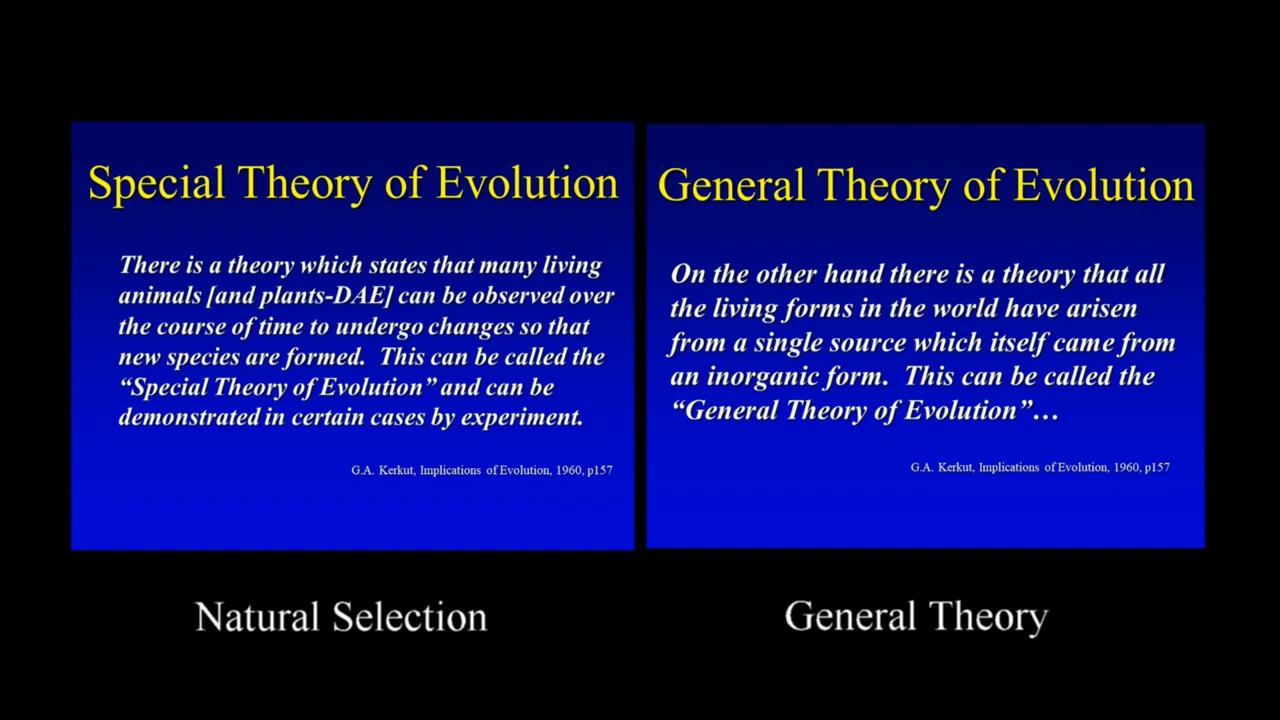 Special Theory of Evolution
There is a theory which states that many living
animals [and plants-DAE] can be observed over
the course of time to undergo changes so that
new species are formed.  This can be called the
“Special Theory of Evolution” and can be
demonstrated in certain cases by experiment.
G.A. Kerkut, Implications of Evolution, 1960, p157
Natural Selection
General Theory of Evolution
On the other hand there is a theory that all
the living forms in the world have arisen
from a single source which itself came from
an inorganic form.  This can be called the
“General Theory of Evolution”…
G.A. Kerkut, Implications of Evolution, 1960, p157
General Theory